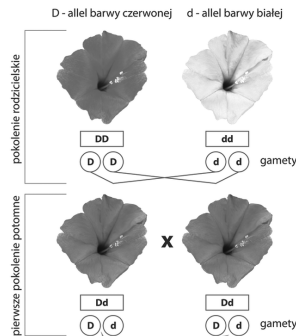 D - allel barwy czerwonej d - allel barwy białej
pokolenie rodzicielskie
DD dd
D D d d gamety
pierwsze pokolenie potomne
X
Dd Dd
D d D d gamety